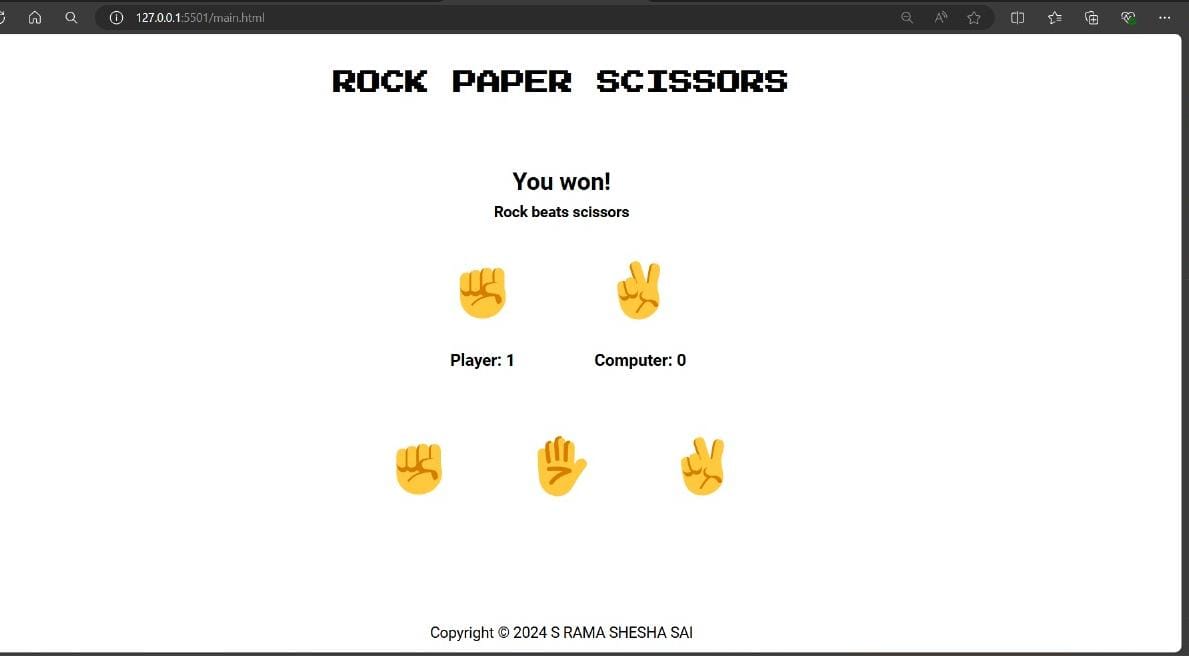 127.0.0.1:5501/main.html
ROCK PAPER SCISSORS
You won!
Rock beats scissors
Player: 1 Computer: 0
Copyright © 2024 S RAMA SHESHA SAI